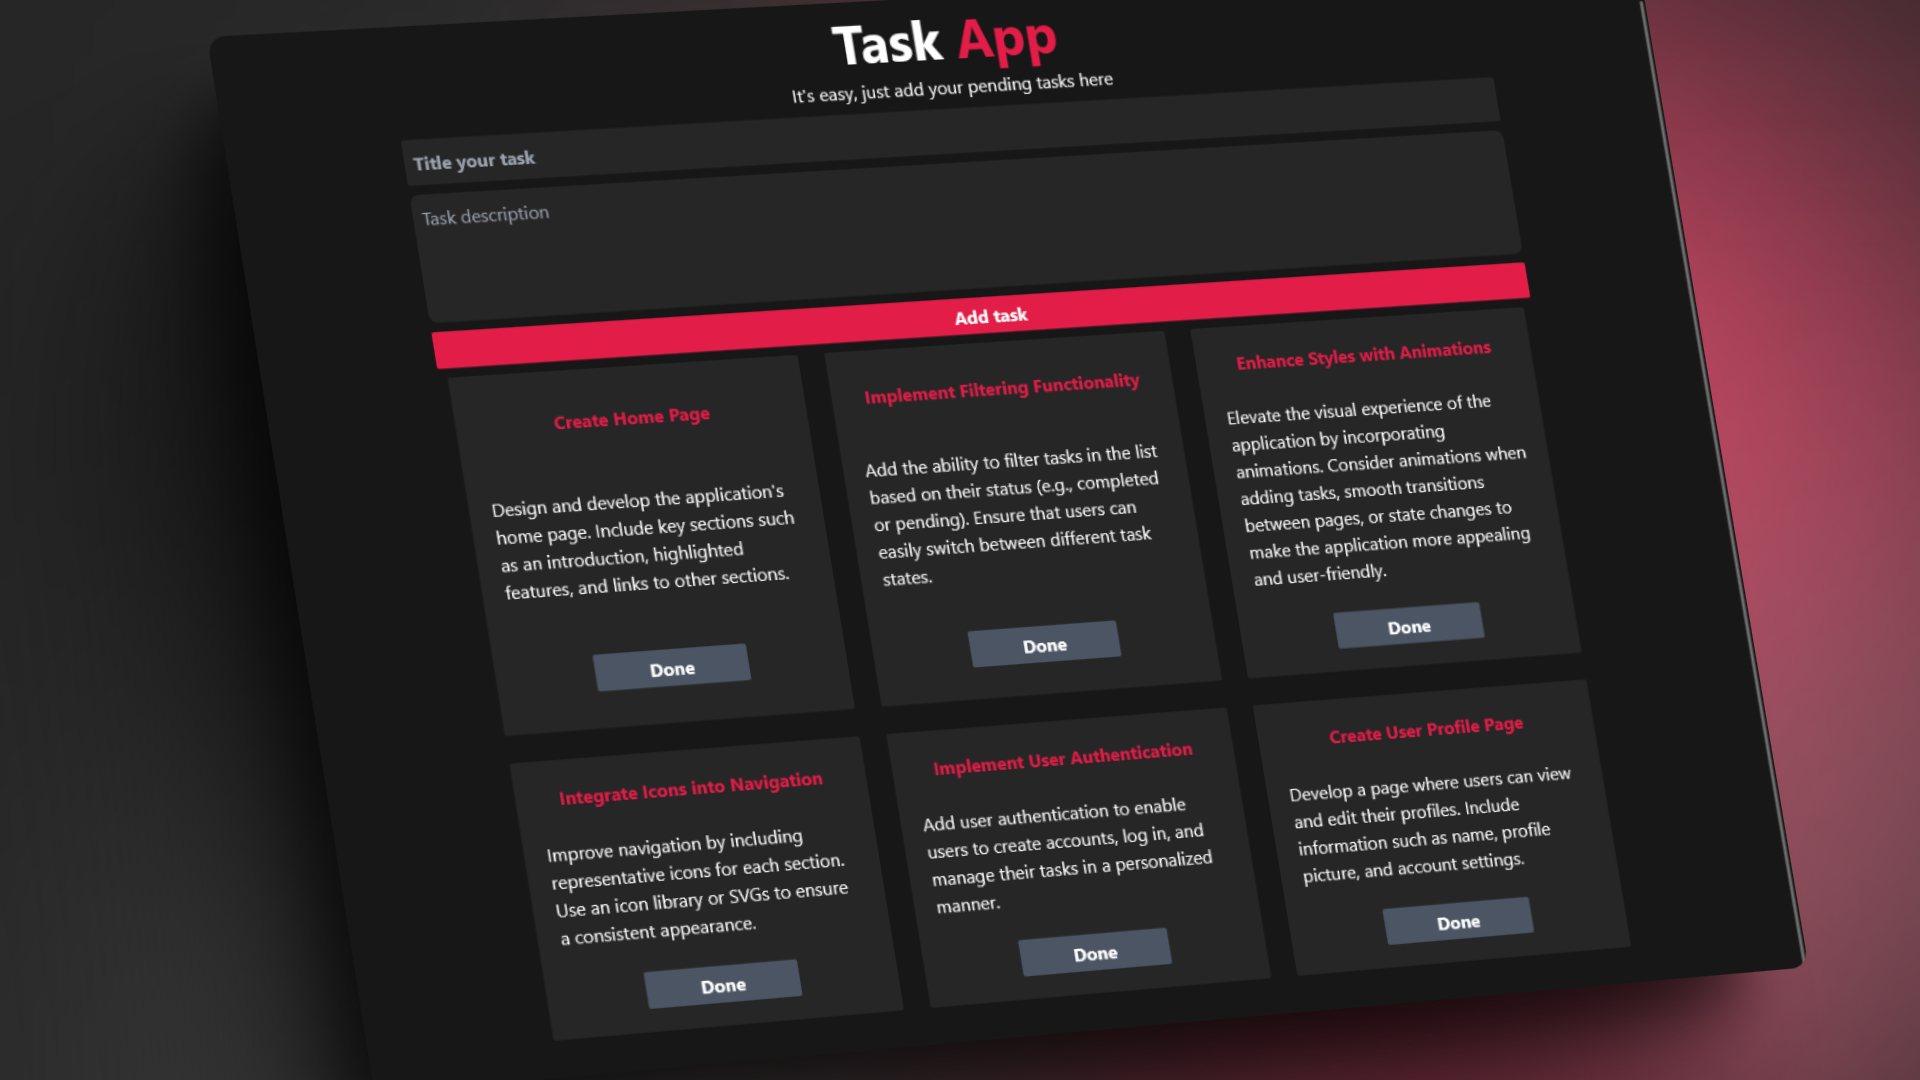 Task App
It's easy, just add your pending tasks here
Title your task
Task description
Add task
Create Home Page
Design and develop the application's
home page. Include key sections such
as an introduction, highlighted
features, and links to other sections.
Done
Implement Filtering Functionality
Add the ability to filter tasks in the list
based on their status (e.g., completed
or pending). Ensure that users can
easily switch between different task
states.
Done
Enhance Styles with Animations
Elevate the visual experience of the
application by incorporating
animations. Consider animations when
adding tasks, smooth transitions
between pages, or state changes to
make the application more appealing
and user-friendly.
Done
Integrate Icons into Navigation
Improve navigation by including
representative icons for each section.
Use an icon library or SVGs to ensure
a consistent appearance.
Done
Implement User Authentication
Add user authentication to enable
users to create accounts, log in, and
manage their tasks in a personalized
manner.
Done
Create User Profile Page
Develop a page where users can view
and edit their profiles. Include
information such as name, profile
picture, and account settings.
Done